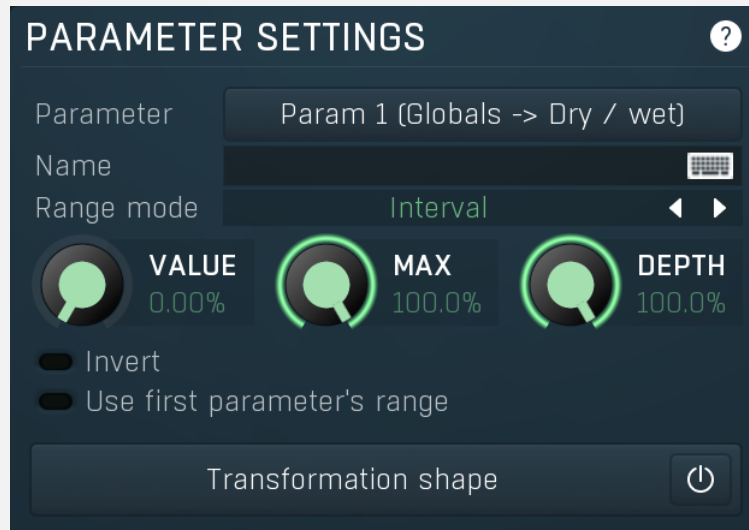 PARAMETER SETTINGS ?
Parameter Param 1 (Globals -> Dry / wet)
Name
Range mode Interval
VALUE MAX DEPTH
0.00% 100.0% 100.0%
Invert
Use first parameter's range
Transformation shape